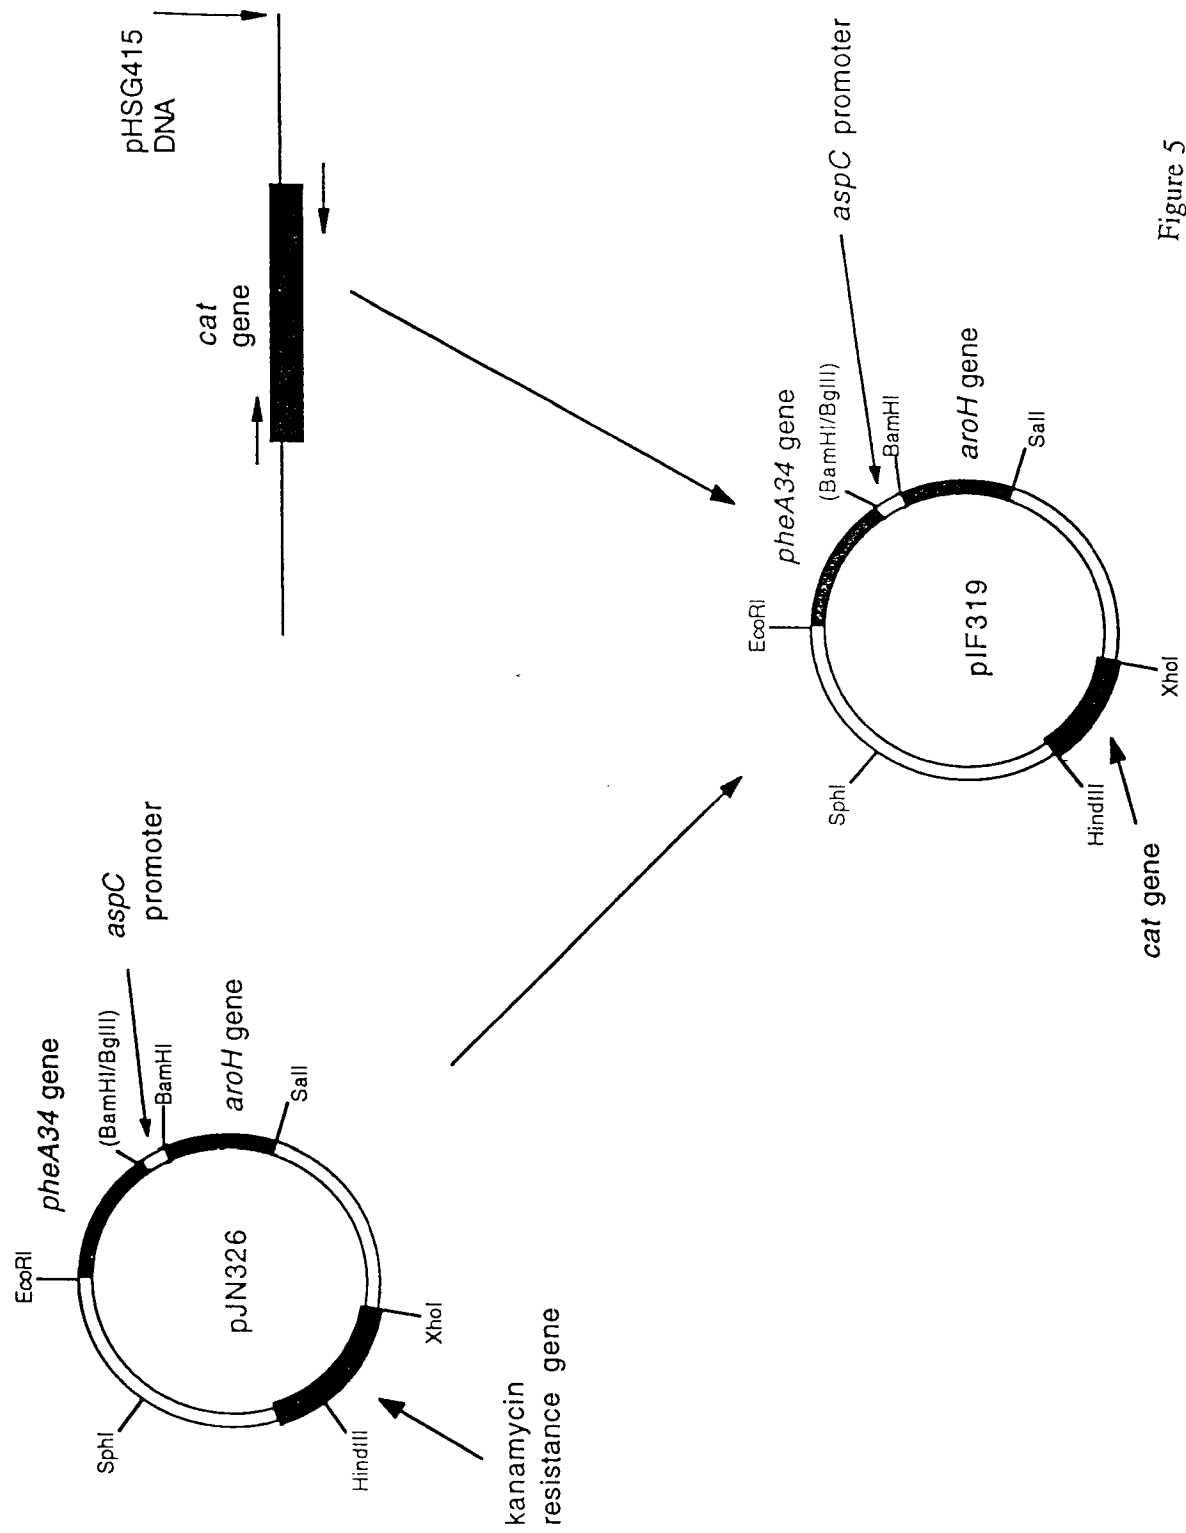 EcoRI
pheA34 gene
(BamHI/BglII)
aspC
promoter
BamHI
aroH gene
SalI
SphI
pJN326
HindIII
XhoI
kanamycin
resistance gene
pHSG415
DNA
cat
gene
EcoRI
pheA34 gene
(BamHI/BglII)
aspC promoter
BamHI
aroH gene
SalI
SphI
pIF319
HindIII
XhoI
cat gene
Figure 5